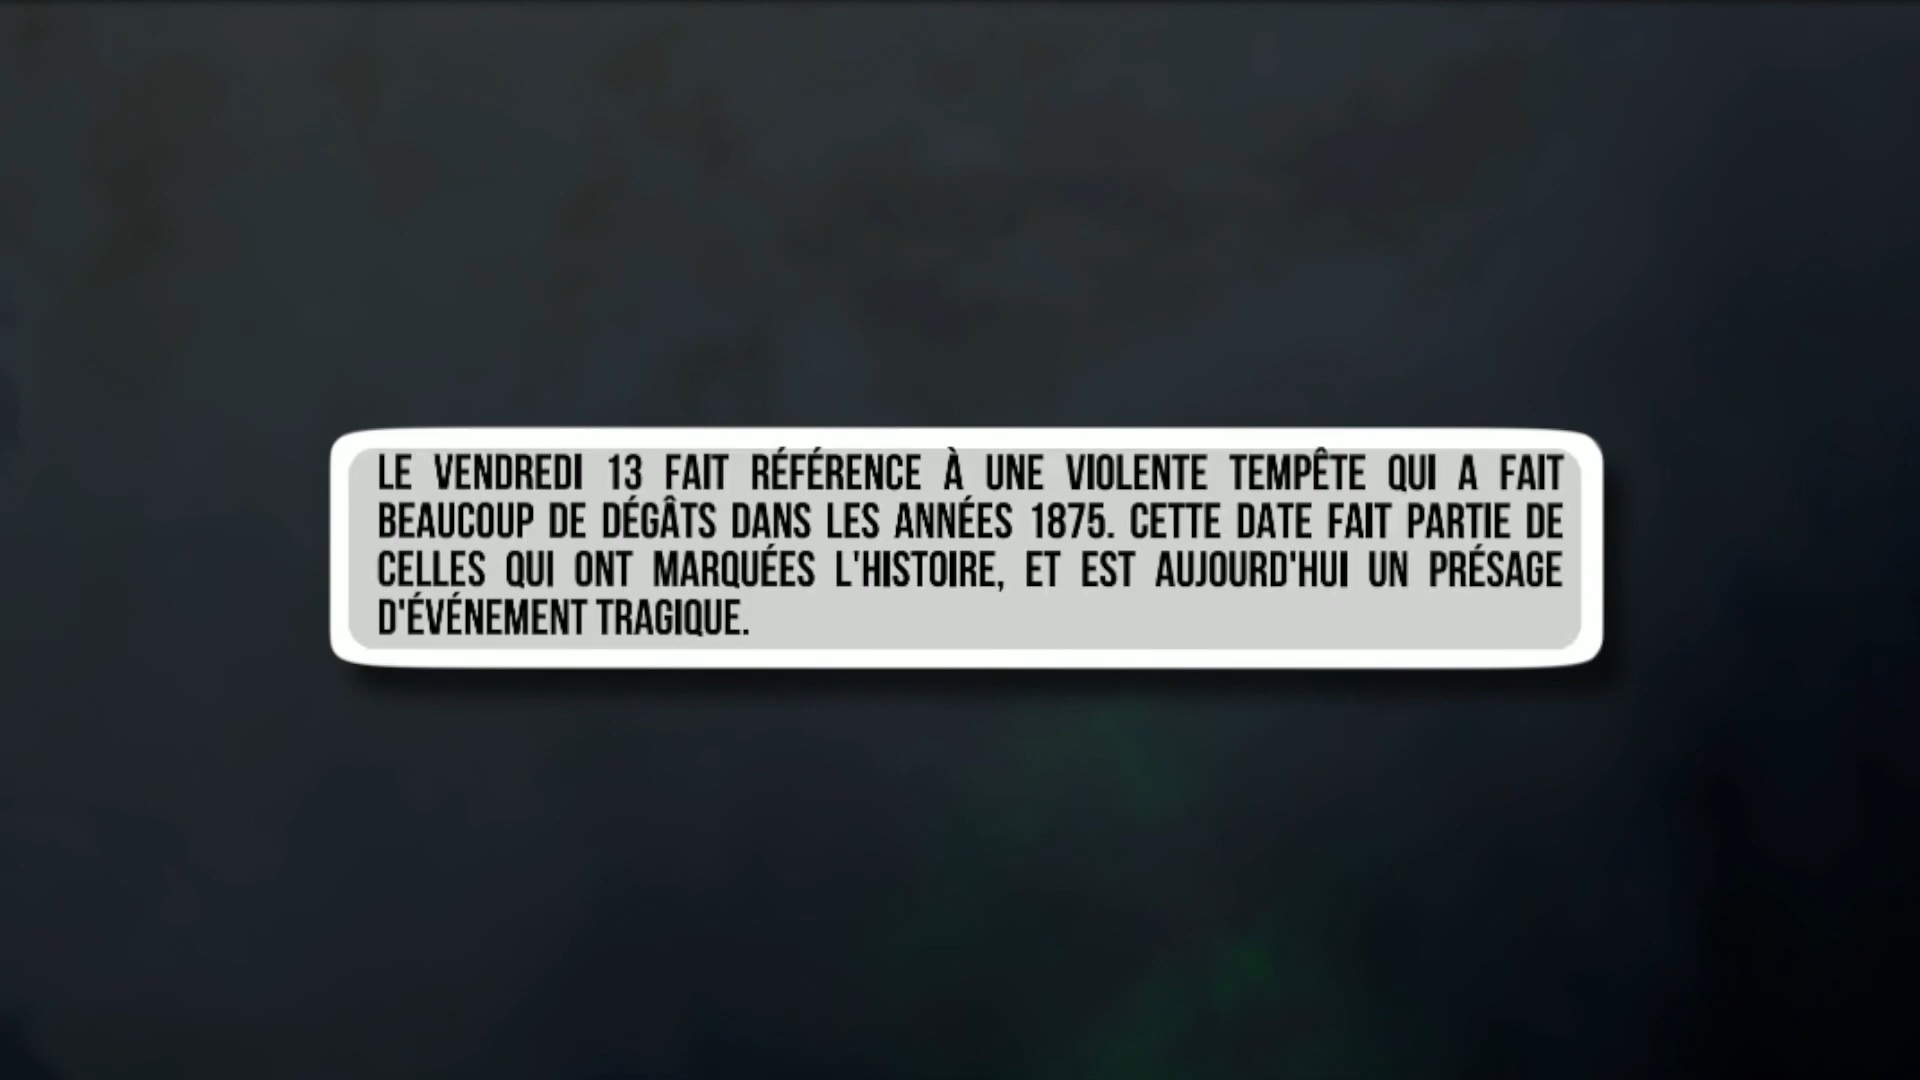 LE VENDREDI 13 FAIT RÉFÉRENCE À UNE VIOLENTE TEMPÊTE QUI A FAIT
BEAUCOUP DE DÉGÂTS DANS LES ANNÉES 1875. CETTE DATE FAIT PARTIE DE
CELLES QUI ONT MARQUÉES L'HISTOIRE, ET EST AUJOURD'HUI UN PRÉSAGE
D'ÉVÉNEMENT TRAGIQUE.